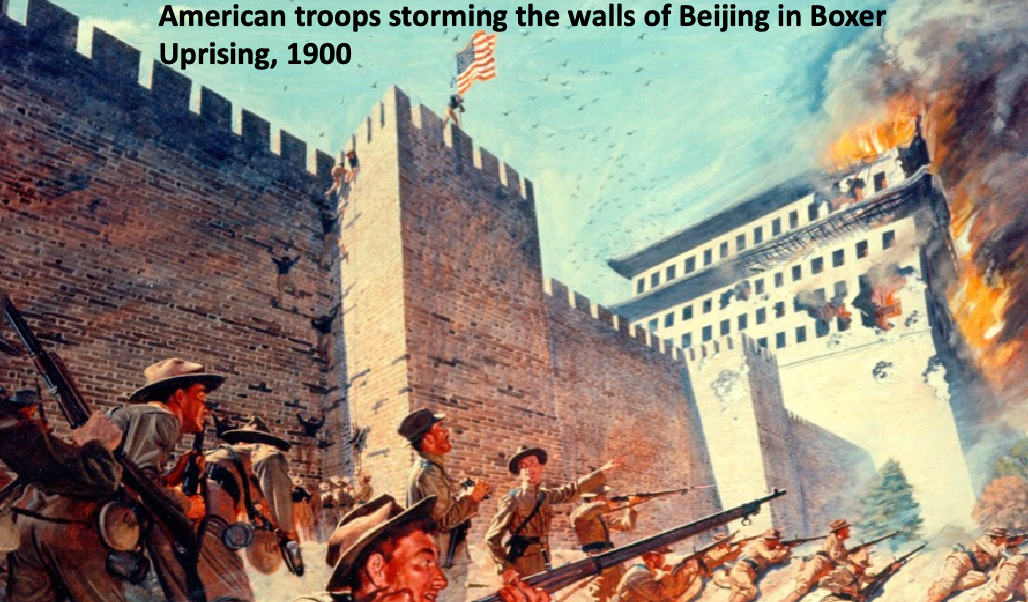 American troops storming the walls of Beijing in Boxer
Uprising, 1900